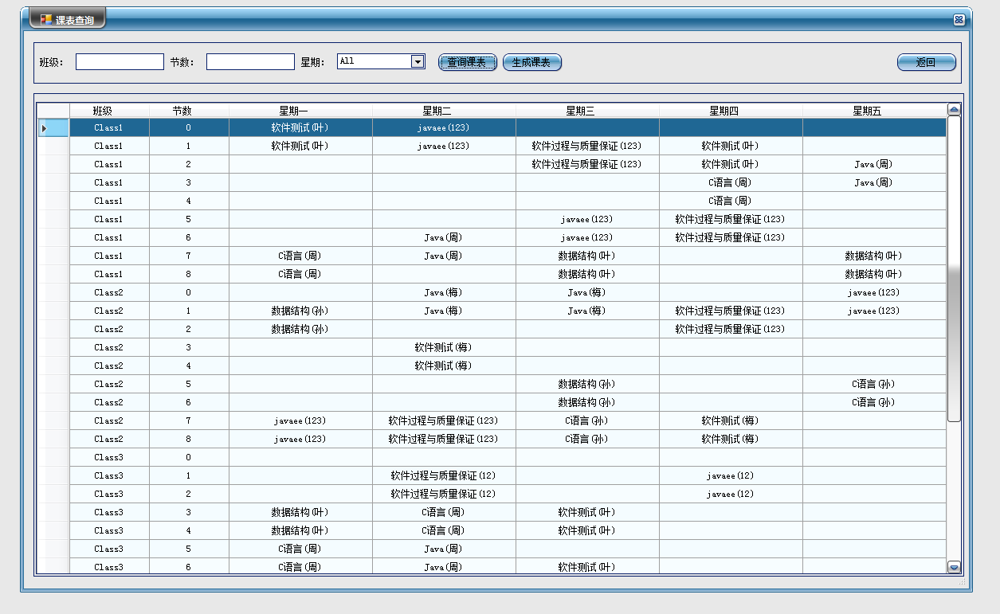 课表查询
班级: 节数: 星期: All 查询课表 生成课表 返回
班级 节数 星期一 星期二 星期三 星期四 星期五
Class1 0 软件测试(叶) javaee(123)
Class1 1 软件测试(叶) javaee(123) 软件过程与质量保证(123) 软件测试(叶)
Class1 2 软件过程与质量保证(123) 软件测试(叶) Java(周)
Class1 3 C语言(周) Java(周)
Class1 4 C语言(周)
Class1 5 javaee(123) 软件过程与质量保证(123)
Class1 6 Java(周) javaee(123) 软件过程与质量保证(123)
Class1 7 C语言(周) Java(周) 数据结构(叶) 数据结构(叶)
Class1 8 C语言(周) 数据结构(叶) 数据结构(叶)
Class2 0 Java(梅) Java(梅) javaee(123)
Class2 1 数据结构(孙) Java(梅) Java(梅) 软件过程与质量保证(123) javaee(123)
Class2 2 数据结构(孙) 软件过程与质量保证(123)
Class2 3 软件测试(梅)
Class2 4 软件测试(梅)
Class2 5 数据结构(孙) C语言(孙)
Class2 6 数据结构(孙) C语言(孙)
Class2 7 javaee(123) 软件过程与质量保证(123) C语言(孙) 软件测试(梅)
Class2 8 javaee(123) 软件过程与质量保证(123) C语言(孙) 软件测试(梅)
Class3 0
Class3 1 软件过程与质量保证(12) javaee(12)
Class3 2 软件过程与质量保证(12) javaee(12)
Class3 3 数据结构(叶) C语言(周) 软件测试(叶)
Class3 4 数据结构(叶) C语言(周) 软件测试(叶)
Class3 5 C语言(周) Java(周)
Class3 6 C语言(周) Java(周) 软件测试(叶)